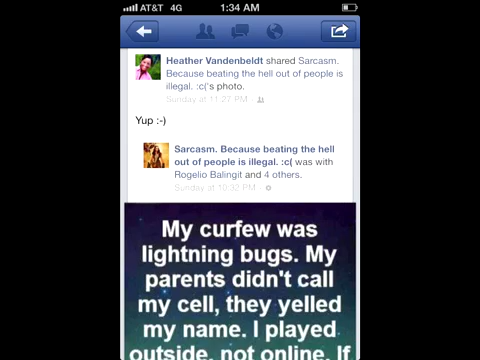 AT&T 4G 1:34 AM
Heather Vandenbeldt shared Sarcasm.
Because beating the hell out of people is
illegal. :c('s photo.
Sunday at 11:27 PM ·
Yup :-)
Sarcasm. Because beating the hell
out of people is illegal. :c( was with
Rogelio Balingit and 4 others.
Sunday at 10:32 PM ·
My curfew was
lightning bugs. My
parents didn't call
my cell, they yelled
my name. I played
outside, not online. If